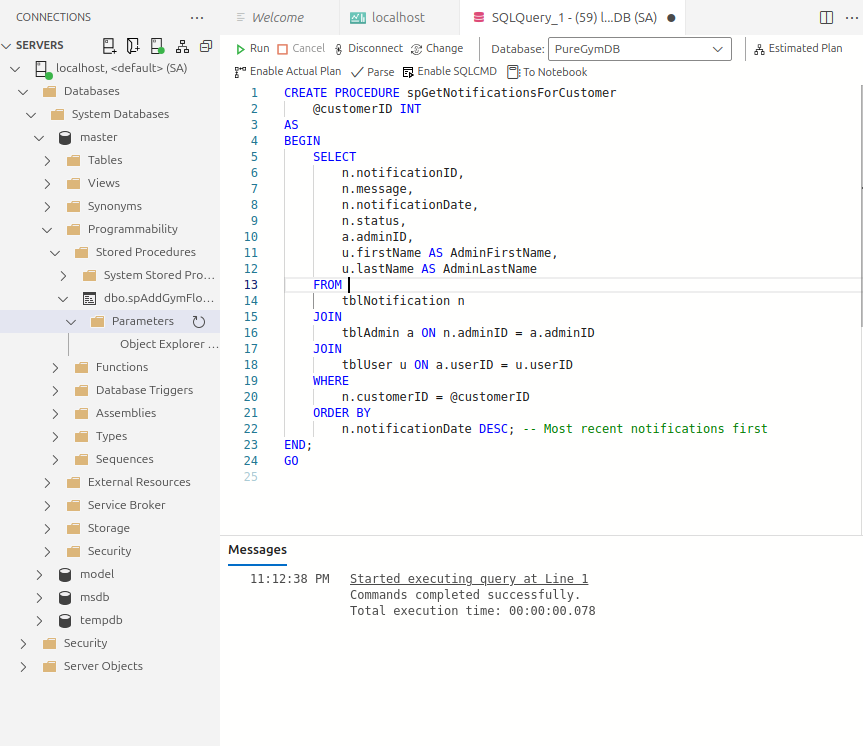 CONNECTIONS
SERVERS
localhost, <default> (SA)
Databases
System Databases
master
Tables
Views
Synonyms
Programmability
Stored Procedures
System Stored Pro...
dbo.spAddGymFlo...
Parameters
Object Explorer ...
Functions
Database Triggers
Assemblies
Types
Sequences
External Resources
Service Broker
Storage
Security
model
msdb
tempdb
Security
Server Objects
Welcome
localhost
SQLQuery_1 - (59) l...DB (SA)
Run Cancel Disconnect Change Database: PureGymDB Estimated Plan
Enable Actual Plan Parse Enable SQLCMD To Notebook
1 CREATE PROCEDURE spGetNotificationsForCustomer
2 @customerID INT
3 AS
4 BEGIN
5 SELECT
6 n.notificationID,
7 n.message,
8 n.notificationDate,
9 n.status,
10 a.adminID,
11 u.firstName AS AdminFirstName,
12 u.lastName AS AdminLastName
13 FROM
14 tblNotification n
15 JOIN
16 tblAdmin a ON n.adminID = a.adminID
17 JOIN
18 tblUser u ON a.userID = u.userID
19 WHERE
20 n.customerID = @customerID
21 ORDER BY
22 n.notificationDate DESC; -- Most recent notifications first
23 END;
24 GO
25
Messages
11:12:38 PM Started executing query at Line 1
Commands completed successfully.
Total execution time: 00:00:00.078